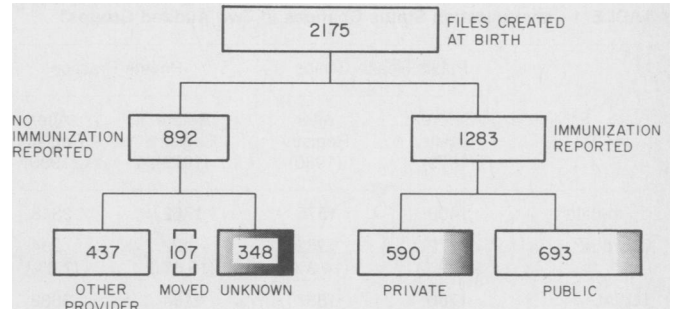 2175
FILES CREATED
AT BIRTH
NO
IMMUNIZATION
REPORTED
892
1283
IMMUNIZATION
REPORTED
437
107
348
590
693
OTHER
PROVIDER
MOVED
UNKNOWN
PRIVATE
PUBLIC